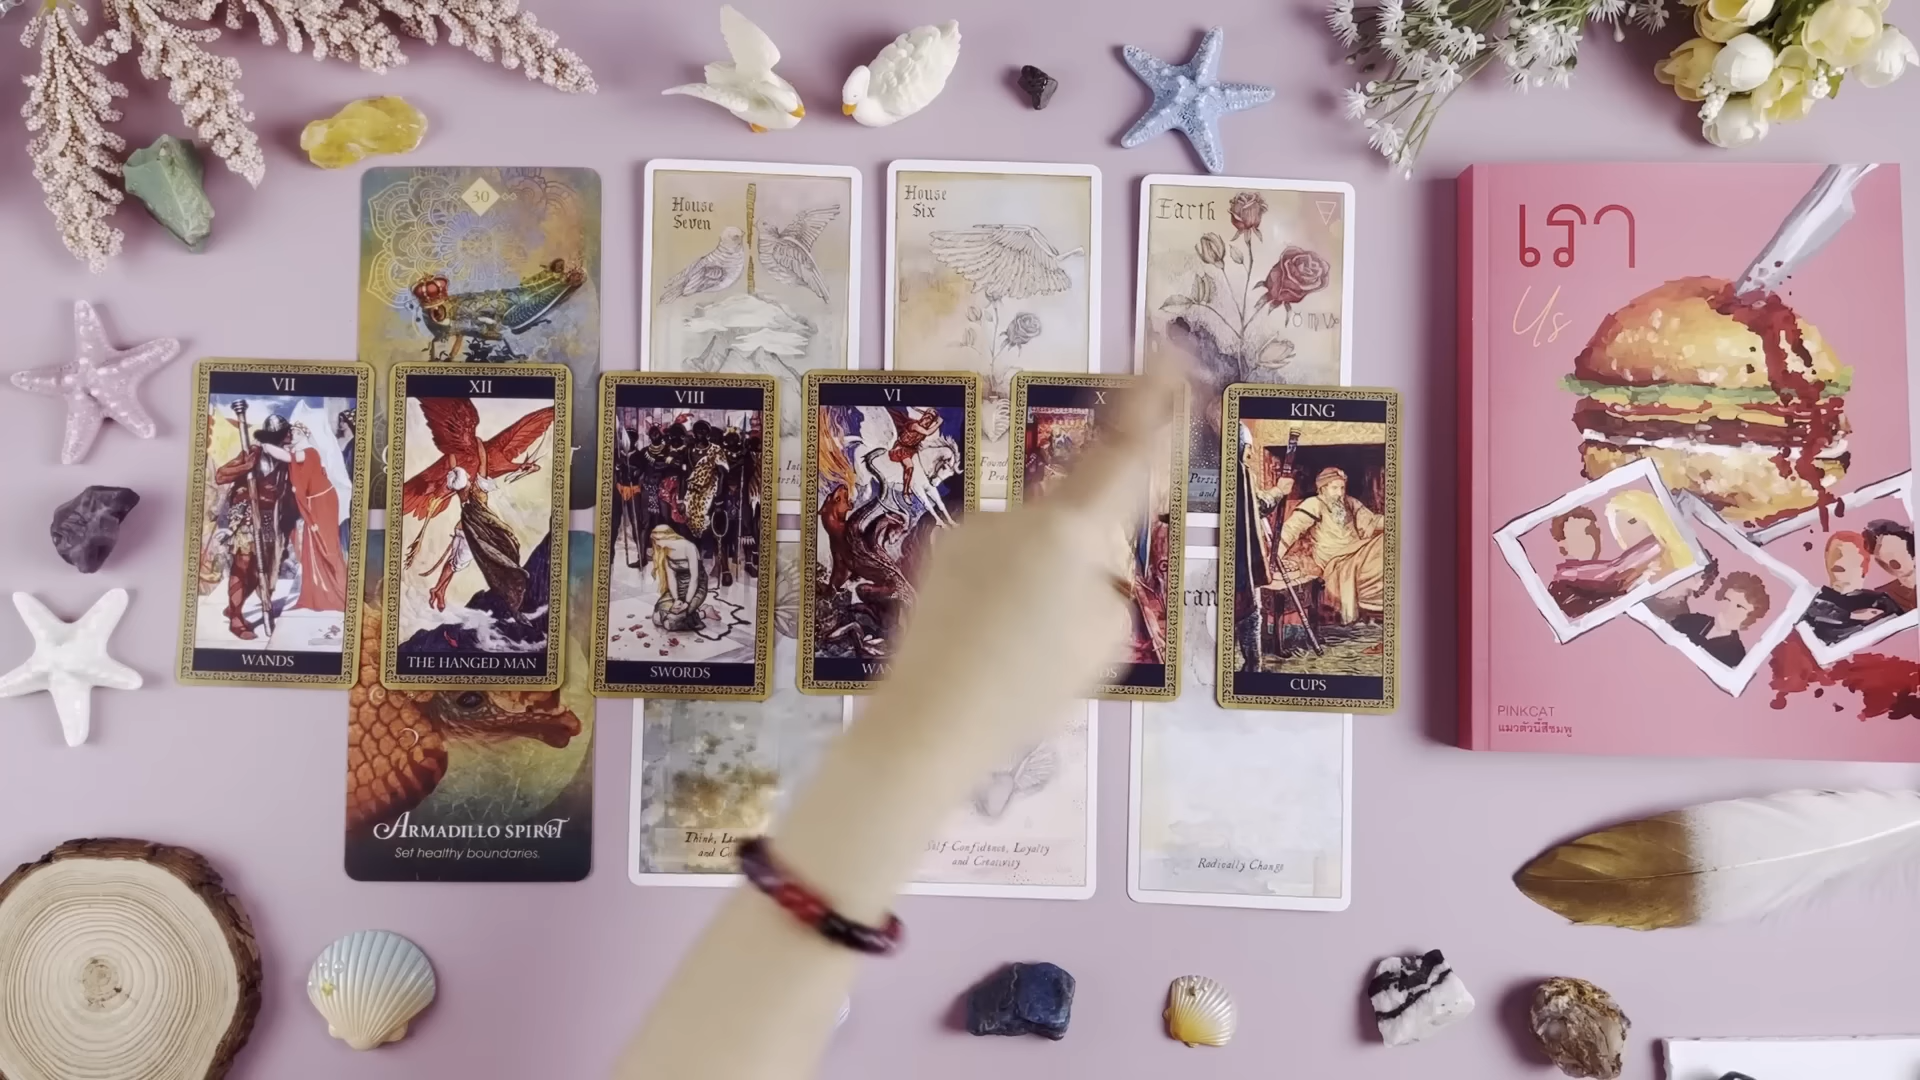 30
House
Seven
House
Six
Earth
VII
WANDS
XII
THE HANGED MAN
VIII
SWORDS
VI
X
KING
CUPS
ARMADILLO SPIRIT
Set healthy boundaries.
Think,
Self-Confidence, Loyalty
and Creativity
Radically Change
เรา
Us
PINKCAT
แมวตัวนี้สีชมพู